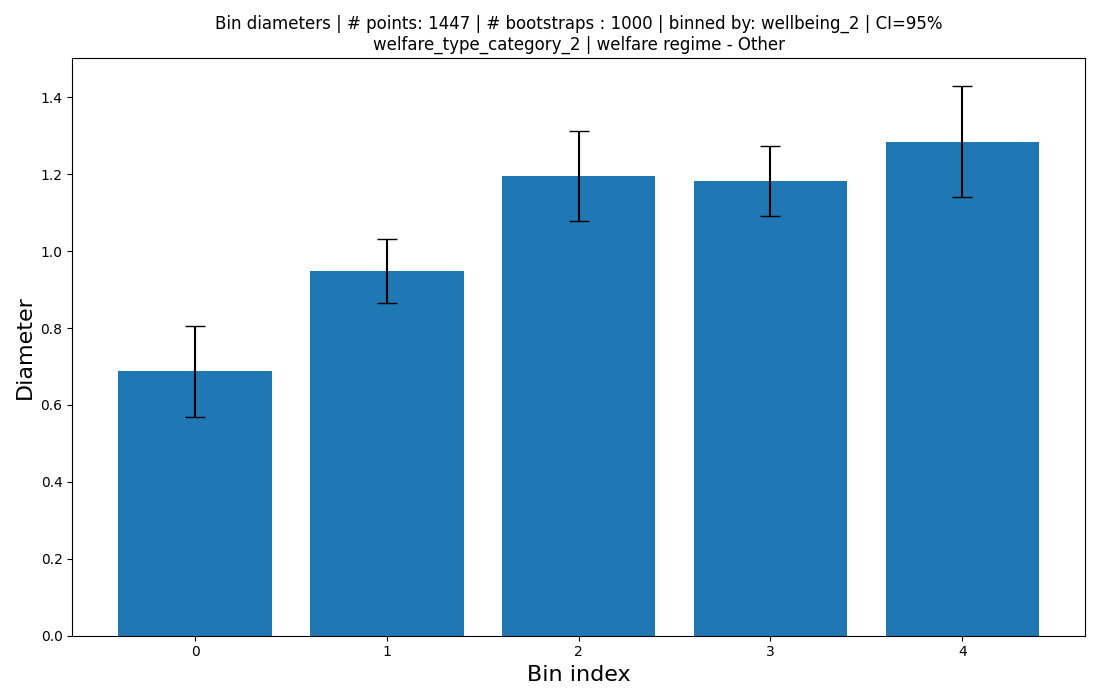 Bin diameters | # points: 1447 | # bootstraps : 1000 | binned by: wellbeing_2 | CI=95%
welfare_type_category_2 | welfare regime - Other
1.4
1.2
1.0
0.8
0.6
0.4
0.2
0.0
Diameter
0 1 2 3 4
Bin index